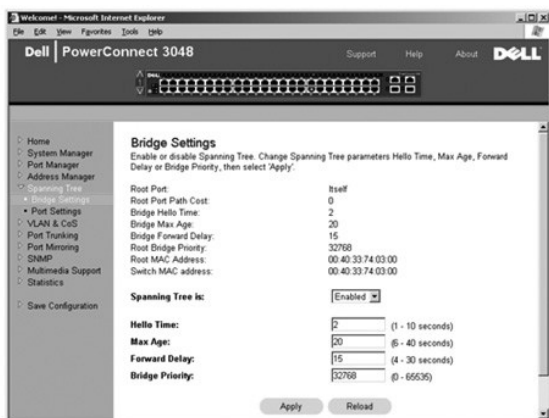 Welcome! - Microsoft Internet Explorer
File Edit View Favorites Tools Help
Dell PowerConnect 3048
Support Help About DELL
Home
System Manager
Port Manager
Address Manager
Spanning Tree
Bridge Settings
Port Settings
VLAN & CoS
Port Trunking
Port Mirroring
SNMP
Multimedia Support
Statistics
Save Configuration
Bridge Settings
Enable or disable Spanning Tree. Change Spanning Tree parameters Hello Time, Max Age, Forward
Delay or Bridge Priority, then select 'Apply'.
Root Port: Itself
Root Port Path Cost: 0
Bridge Hello Time: 2
Bridge Max Age: 20
Bridge Forward Delay: 15
Root Bridge Priority: 32768
Root MAC Address: 00:40:33:74:03:00
Switch MAC address: 00:40:33:74:03:00
Spanning Tree is: Enabled
Hello Time: 2 (1 - 10 seconds)
Max Age: 20 (6 - 40 seconds)
Forward Delay: 15 (4 - 30 seconds)
Bridge Priority: 32768 (0 - 65535)
Apply Reload